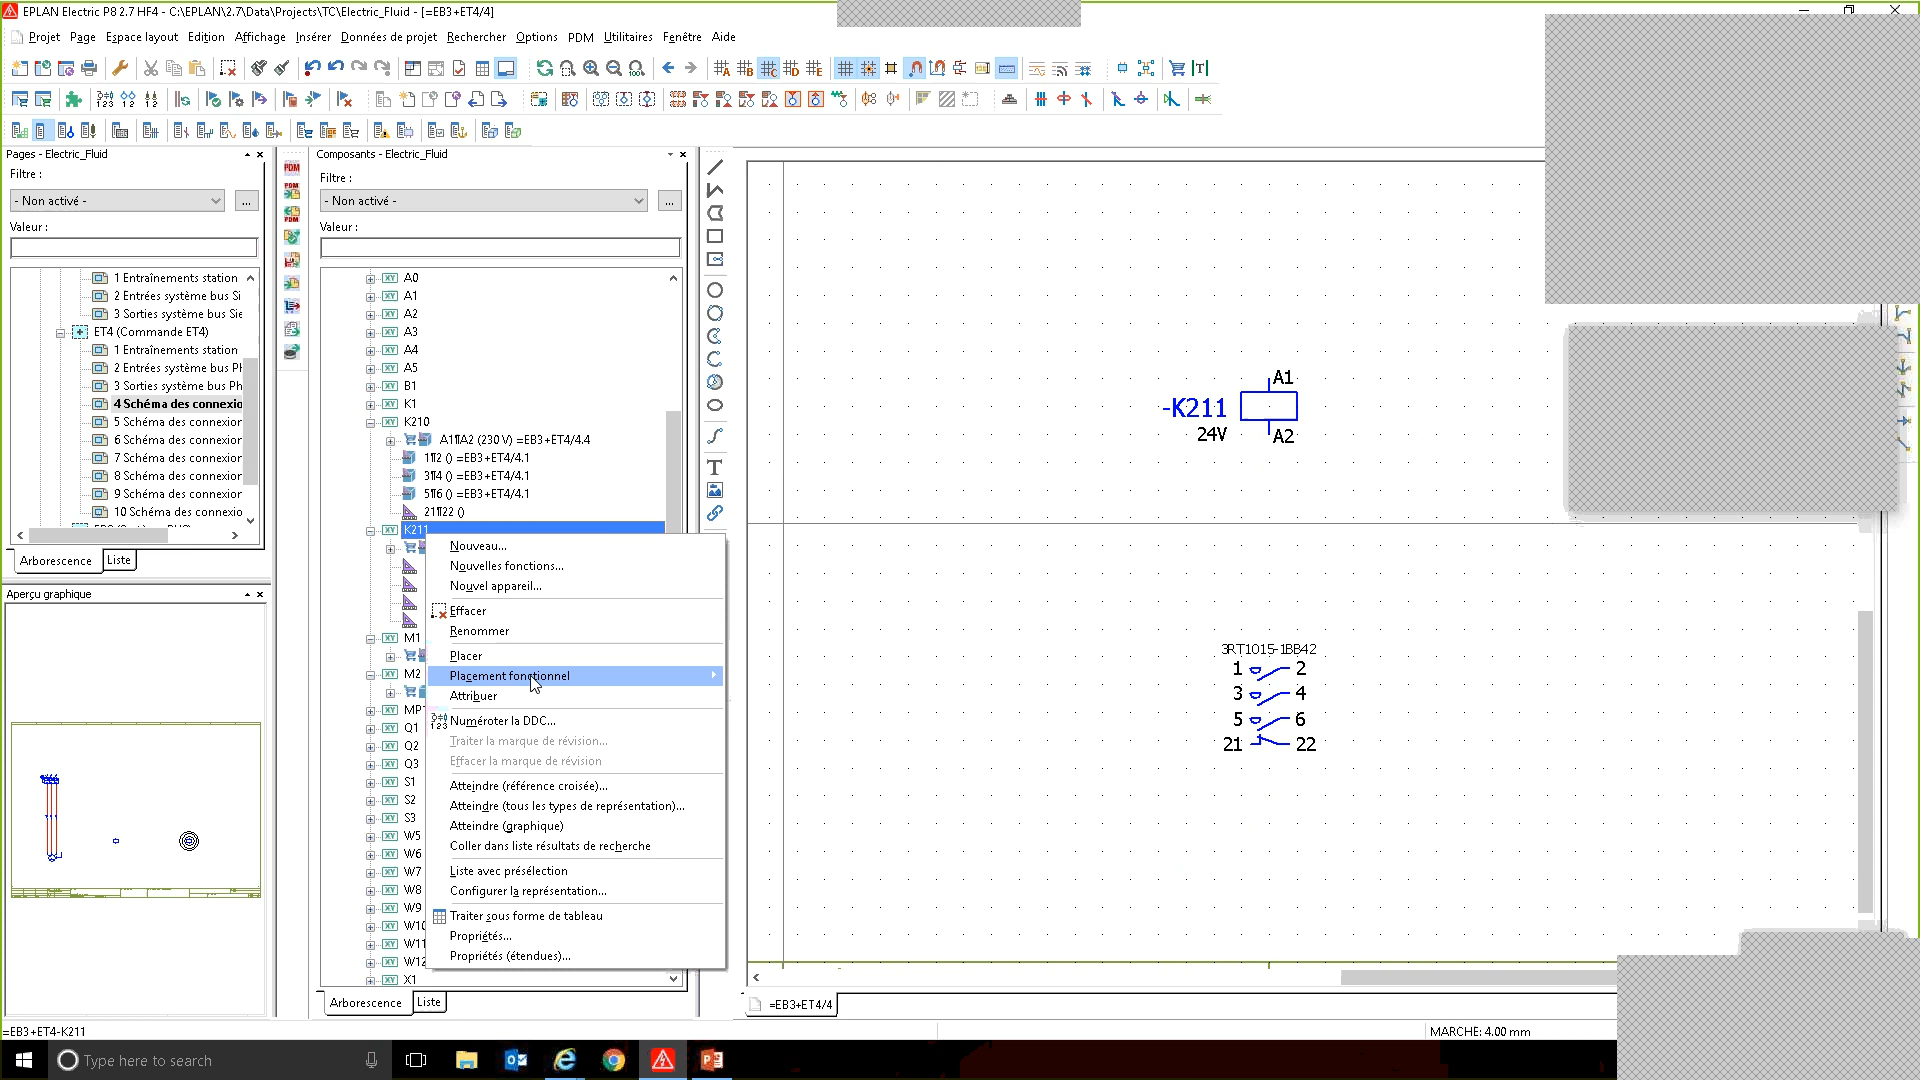 EPLAN Electric P8 2.7 HF4 - C:\EPLAN\2.7\Data\Projects\TC\Electric_Fluid - [=EB3+ET4/4]
Projet Page Espace layout Edition Affichage Insérer Données de projet Rechercher Options PDM Utilitaires Fenêtre Aide
Pages - Electric_Fluid
Filtre :
- Non activé -
...
Valeur :
1 Entraînements station
2 Entrées système bus Si
3 Sorties système bus Sie
ET4 (Commande ET4)
1 Entraînements station
2 Entrées système bus Ph
3 Sorties système bus Ph
4 Schéma des connexio
5 Schéma des connexior
6 Schéma des connexior
7 Schéma des connexior
8 Schéma des connexior
9 Schéma des connexior
10 Schéma des connexio
Arborescence
Liste
Aperçu graphique
PDM
Composants - Electric_Fluid
Filtre :
- Non activé -
...
Valeur :
A0
A1
A2
A3
A4
A5
B1
K1
K210
A1¶A2 (230 V) =EB3+ET4/4.4
1¶2 () =EB3+ET4/4.1
3¶4 () =EB3+ET4/4.1
5¶6 () =EB3+ET4/4.1
21¶22 ()
K211
M1
M2
Q1
Q2
Q3
S1
S2
S3
W5
W6
W7
W8
W9
W10
W11
W12
X1
Arborescence
Liste
Nouveau...
Nouvelles fonctions...
Nouvel appareil...
Effacer
Renommer
Placer
Placement fonctionnel
Attribuer
Numéroter la DDC...
Traiter la marque de révision...
Effacer la marque de révision
Atteindre (référence croisée)...
Atteindre (tous les types de représentation)...
Atteindre (graphique)
Coller dans liste résultats de recherche
Liste avec présélection
Configurer la représentation...
Traiter sous forme de tableau
Propriétés...
Propriétés (étendues)...
A1
-K211
24V
A2
3RT1015-1BB42
1 2
3 4
5 6
21 22
=EB3+ET4/4
=EB3+ET4-K211
MARCHE: 4.00 mm
Type here to search